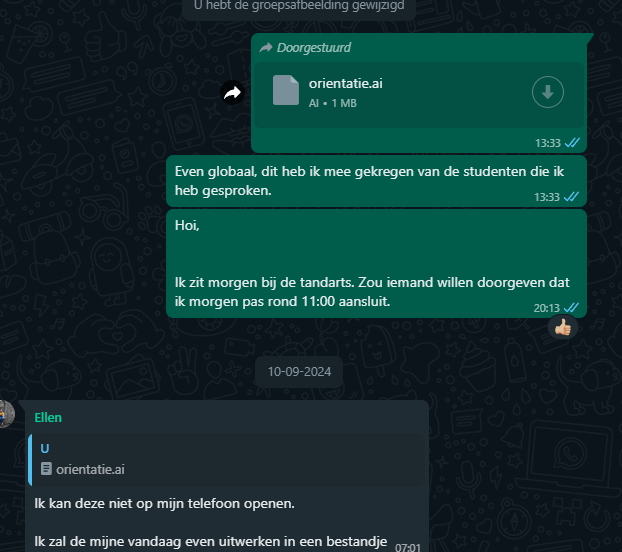 U hebt de groepsafbeelding gewijzigd
Doorgestuurd
orientatie.ai
AI • 1 MB
13:33
Even globaal, dit heb ik mee gekregen van de studenten die ik
heb gesproken.
13:33
Hoi,
Ik zit morgen bij de tandarts. Zou iemand willen doorgeven dat
ik morgen pas rond 11:00 aansluit.
20:13
10-09-2024
Ellen
U
orientatie.ai
Ik kan deze niet op mijn telefoon openen.
Ik zal de mijne vandaag even uitwerken in een bestandje
07:01